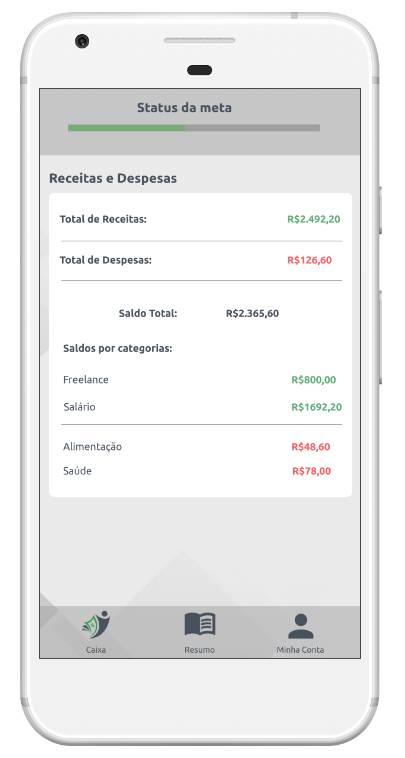 Status da meta
Receitas e Despesas
Total de Receitas: R$2.492,20
Total de Despesas: R$126,60
Saldo Total: R$2.365,60
Saldos por categorias:
Freelance R$800,00
Salário R$1692,20
Alimentação R$48,60
Saúde R$78,00
Caixa Resumo Minha Conta